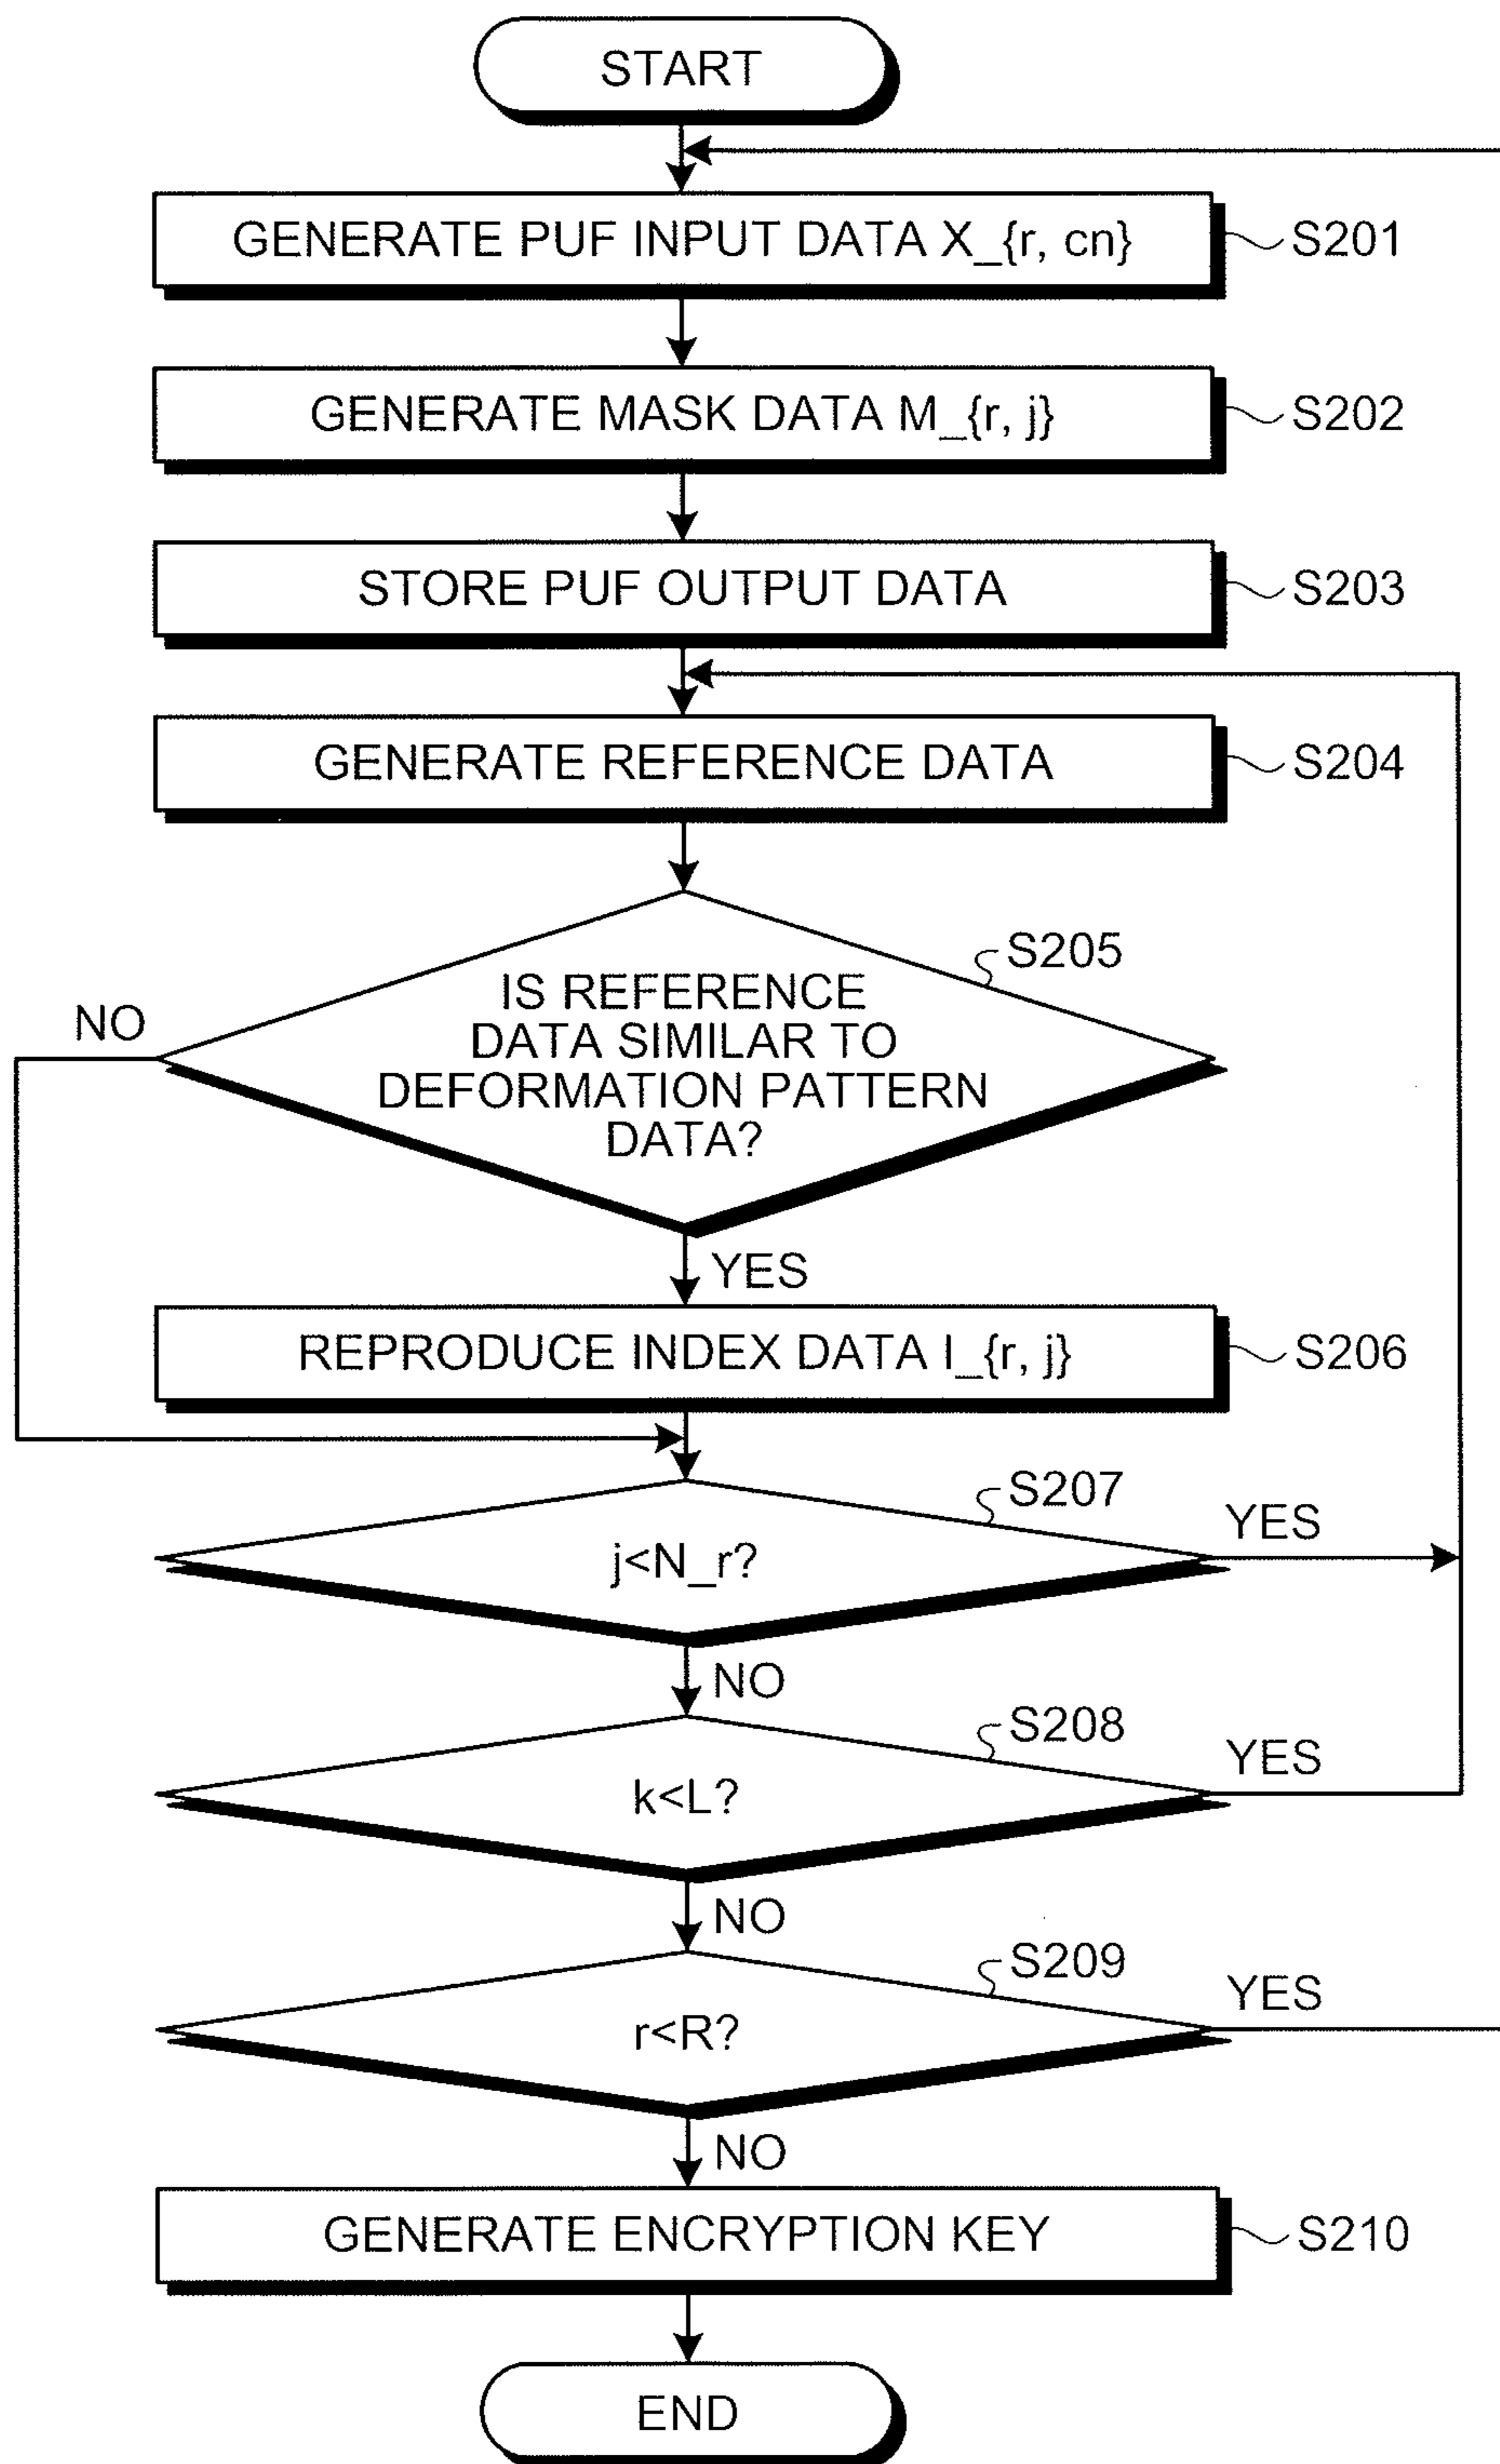 START
GENERATE PUF INPUT DATA X_{r, cn}
S201
GENERATE MASK DATA M_{r, j}
S202
STORE PUF OUTPUT DATA
S203
GENERATE REFERENCE DATA
S204
S205
IS REFERENCE
DATA SIMILAR TO
DEFORMATION PATTERN
DATA?
NO
YES
REPRODUCE INDEX DATA I_{r, j}
S206
S207
j<N_r?
YES
NO
S208
k<L?
YES
NO
S209
r<R?
YES
NO
GENERATE ENCRYPTION KEY
S210
END